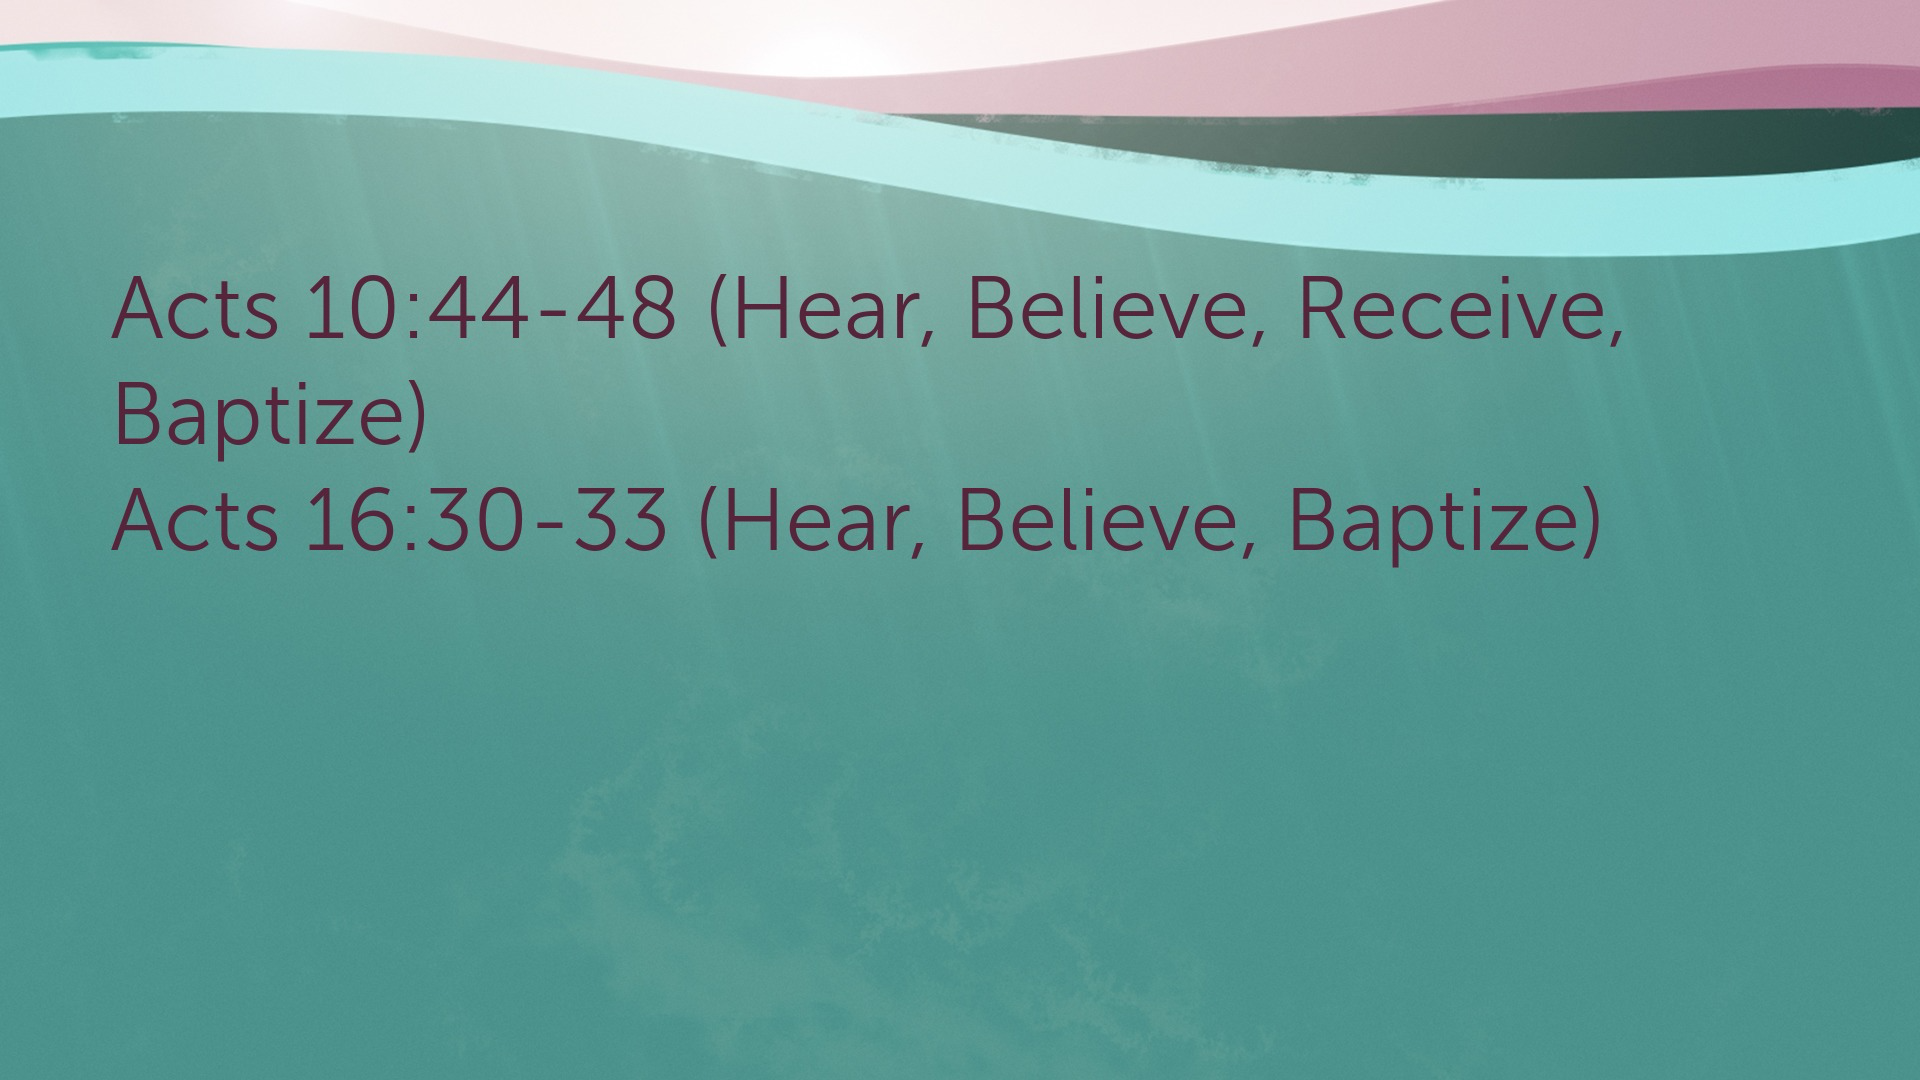 Acts 10:44-48 (Hear, Believe, Receive,
Baptize)
Acts 16:30-33 (Hear, Believe, Baptize)